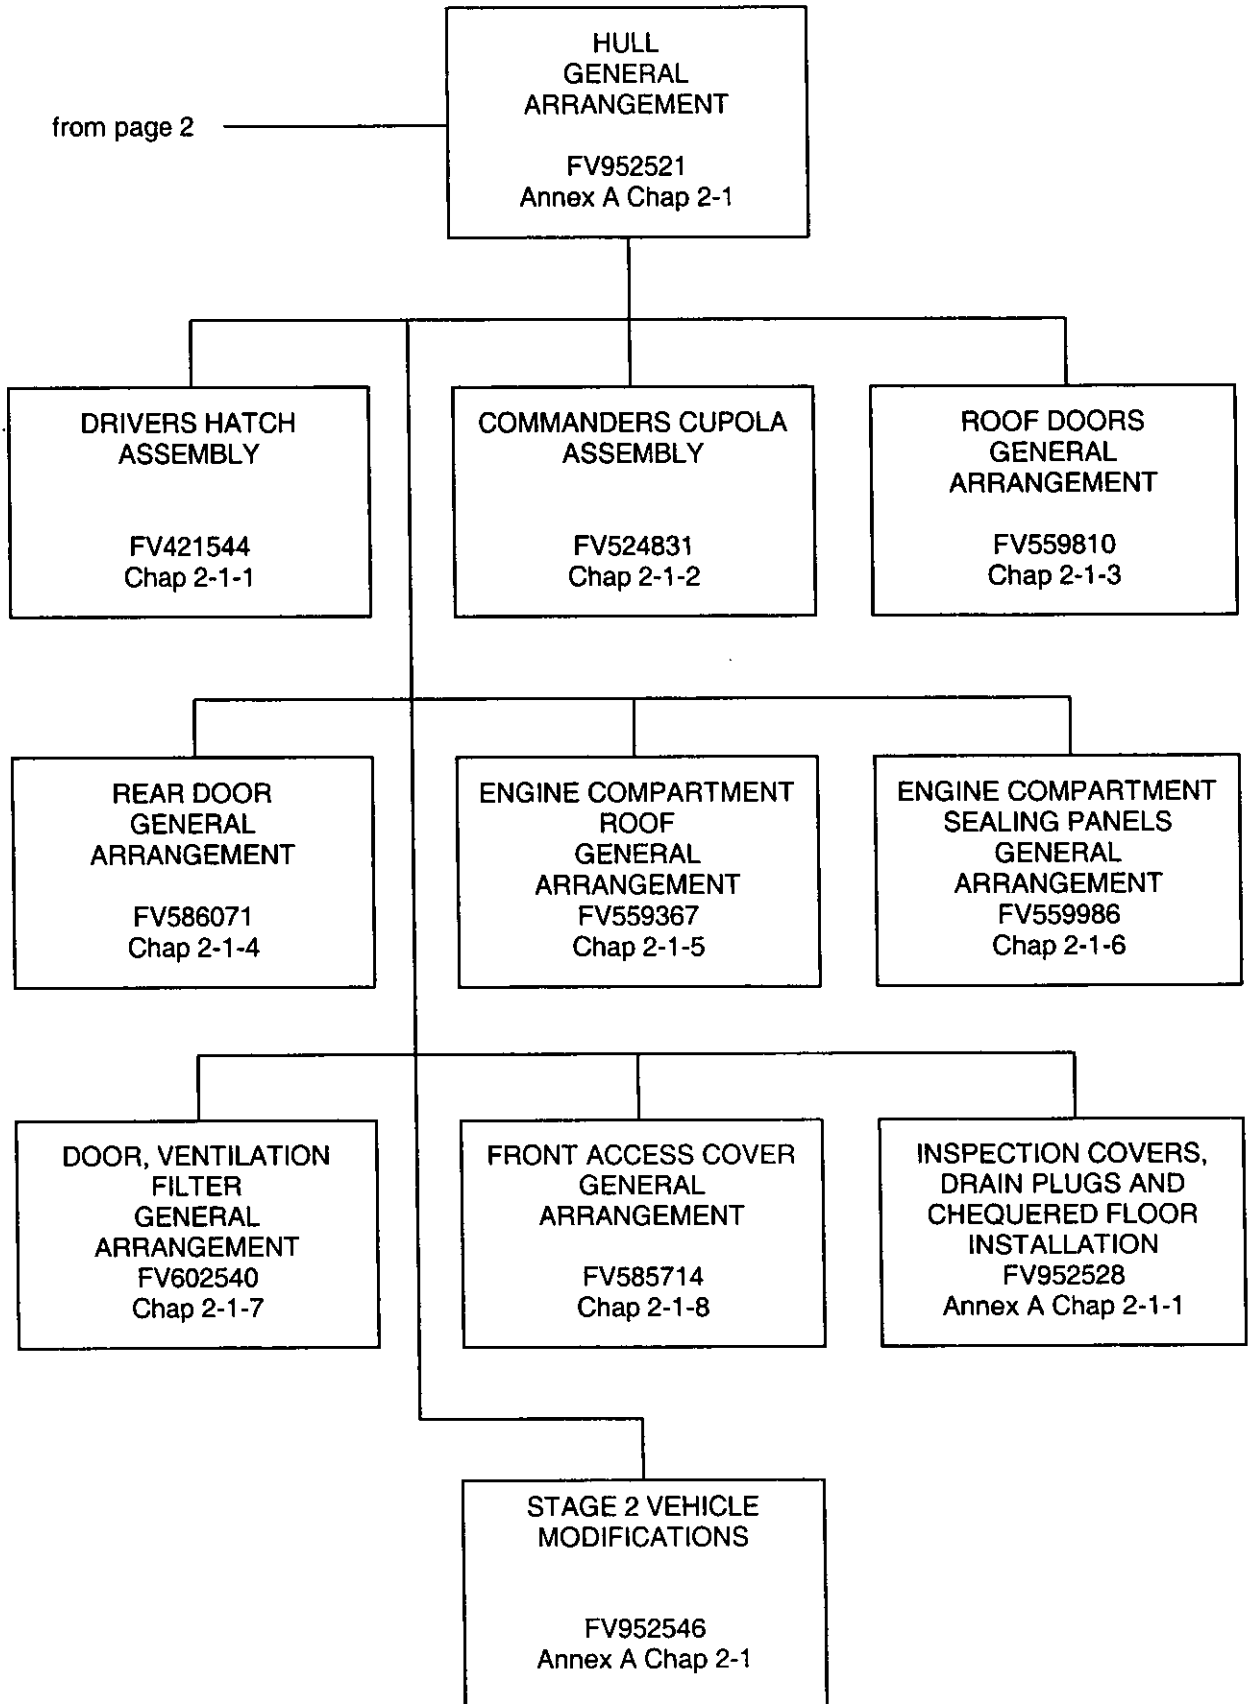 HULL
GENERAL
ARRANGEMENT
FV952521
Annex A Chap 2-1
from page 2
DRIVERS HATCH
ASSEMBLY
FV421544
Chap 2-1-1
COMMANDERS CUPOLA
ASSEMBLY
FV524831
Chap 2-1-2
ROOF DOORS
GENERAL
ARRANGEMENT
FV559810
Chap 2-1-3
REAR DOOR
GENERAL
ARRANGEMENT
FV586071
Chap 2-1-4
ENGINE COMPARTMENT
ROOF
GENERAL
ARRANGEMENT
FV559367
Chap 2-1-5
ENGINE COMPARTMENT
SEALING PANELS
GENERAL
ARRANGEMENT
FV559986
Chap 2-1-6
DOOR, VENTILATION
FILTER
GENERAL
ARRANGEMENT
FV602540
Chap 2-1-7
FRONT ACCESS COVER
GENERAL
ARRANGEMENT
FV585714
Chap 2-1-8
INSPECTION COVERS,
DRAIN PLUGS AND
CHEQUERED FLOOR
INSTALLATION
FV952528
Annex A Chap 2-1-1
STAGE 2 VEHICLE
MODIFICATIONS
FV952546
Annex A Chap 2-1